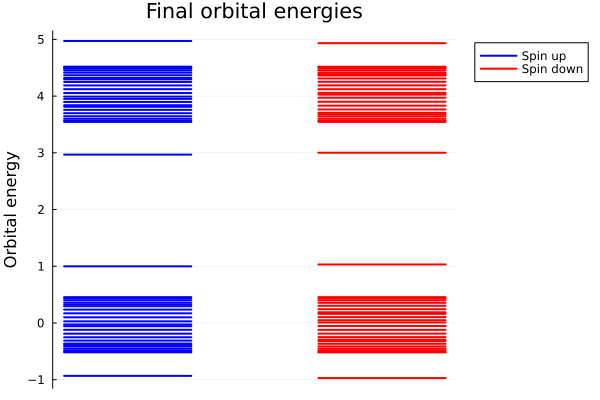 Final orbital energies
Orbital energy
5
4
3
2
1
0
−1
Spin up
Spin down